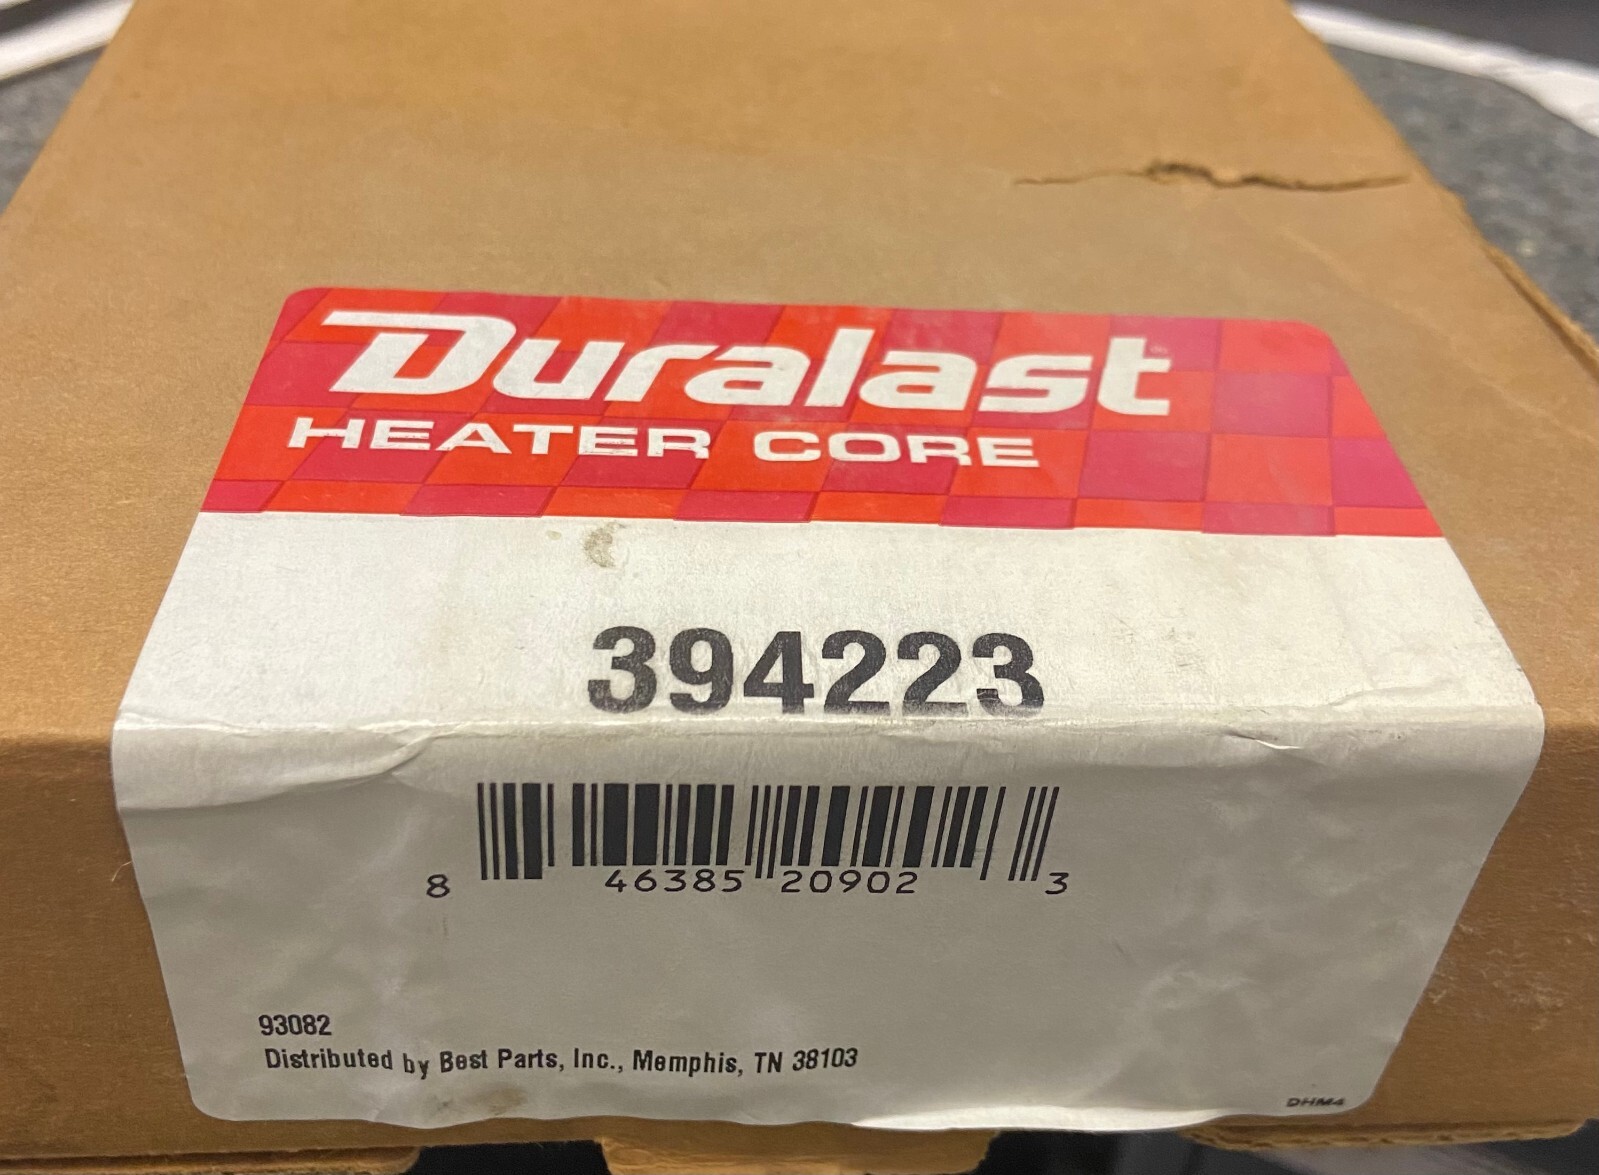 Duralast
HEATER CORE
394223
8 46385 20902 3
93082
Distributed by Best Parts, Inc., Memphis, TN 38103
DHM4